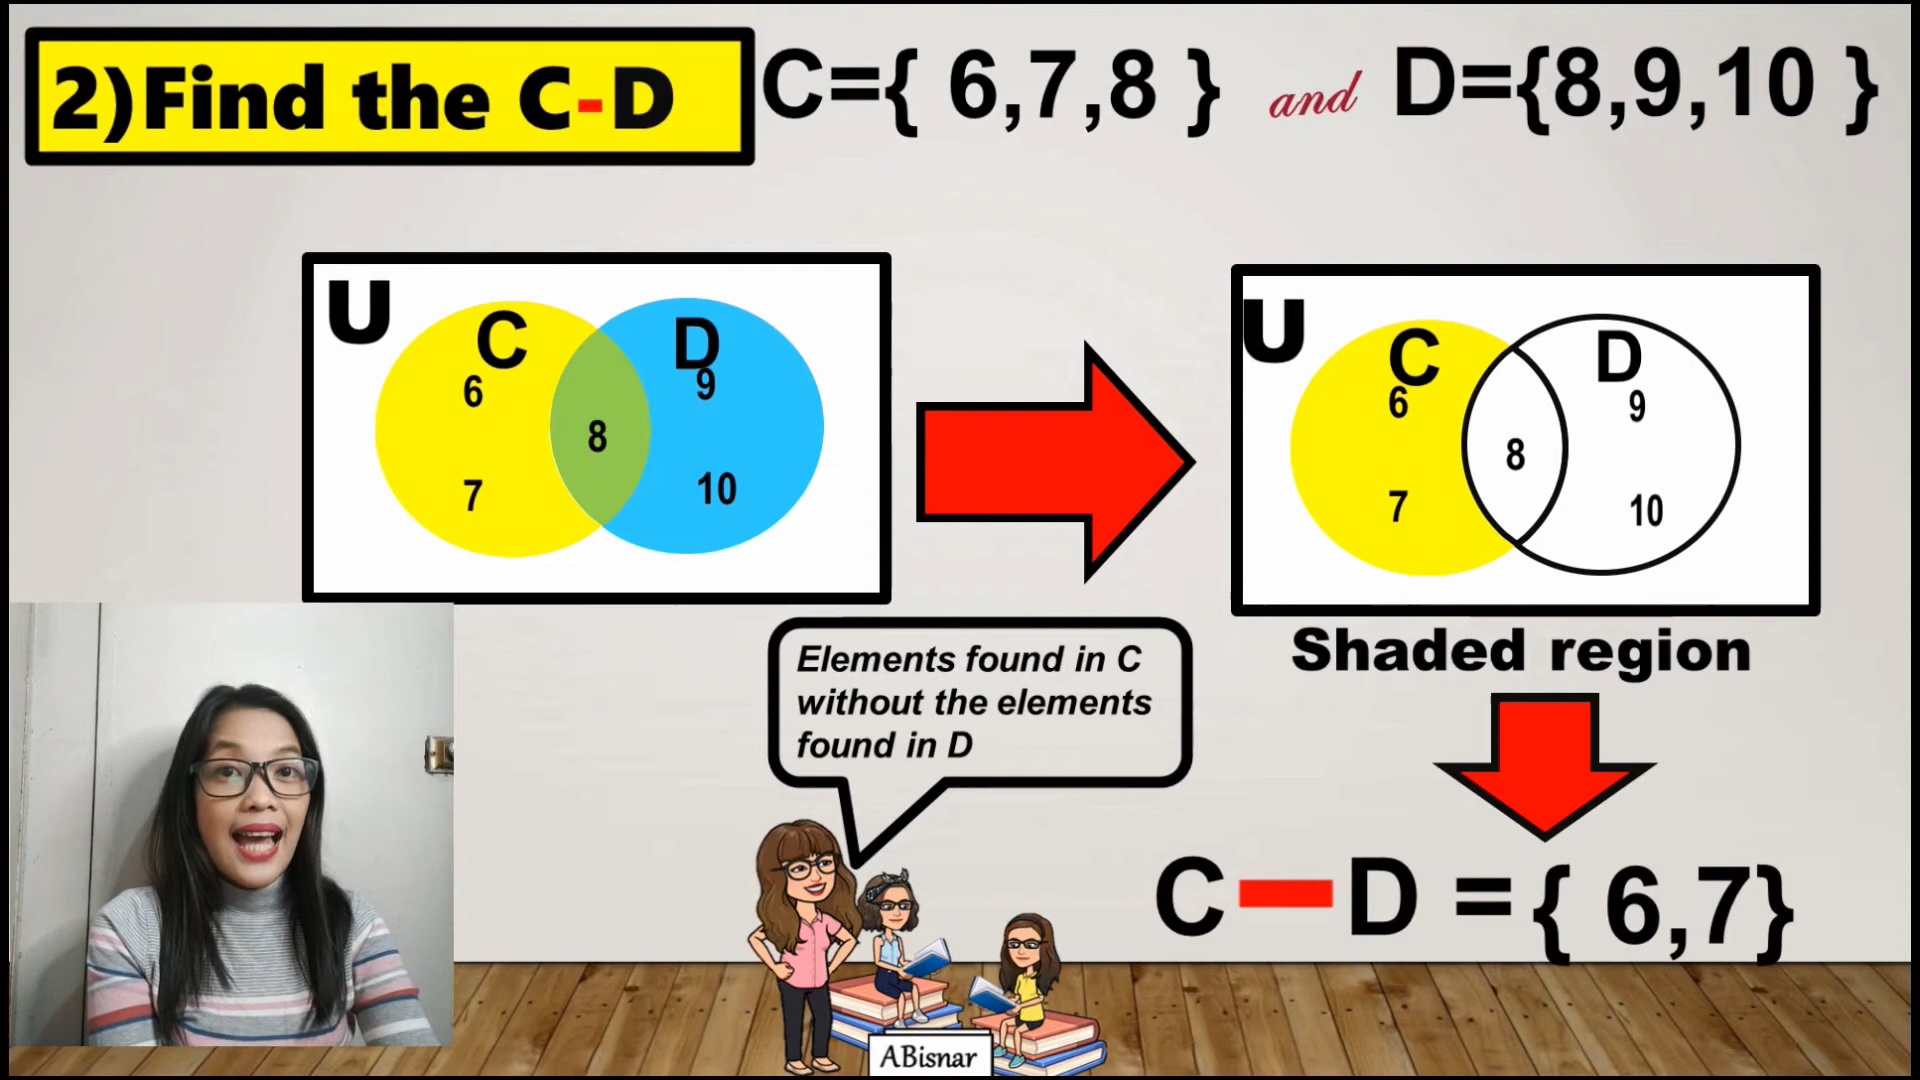 2)Find the C-D
C={ 6,7,8 } and D={8,9,10 }
U
C
D
6
9
8
7
10
U
C
D
6
9
8
7
10
Elements found in C
without the elements
found in D
Shaded region
C-D ={ 6,7}
ABisnar